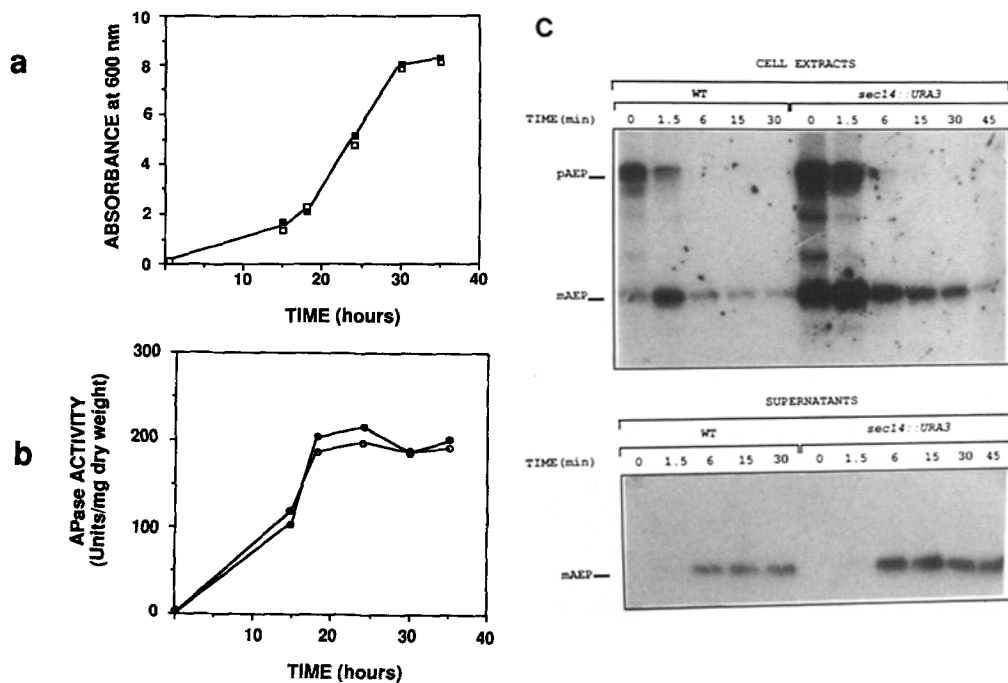 a
ABSORBANCE at 600 nm
10
8
6
4
2
0
0 10 20 30 40
TIME (hours)
b
APase ACTIVITY
(Units/mg dry weight)
300
200
100
0
0 10 20 30 40
TIME (hours)
C
CELL EXTRACTS
WT sec14::URA3
TIME(min) 0 1.5 6 15 30 0 1.5 6 15 30 45
pAEP
mAEP
SUPERNATANTS
WT sec14::URA3
TIME(min) 0 1.5 6 15 30 0 1.5 6 15 30 45
mAEP